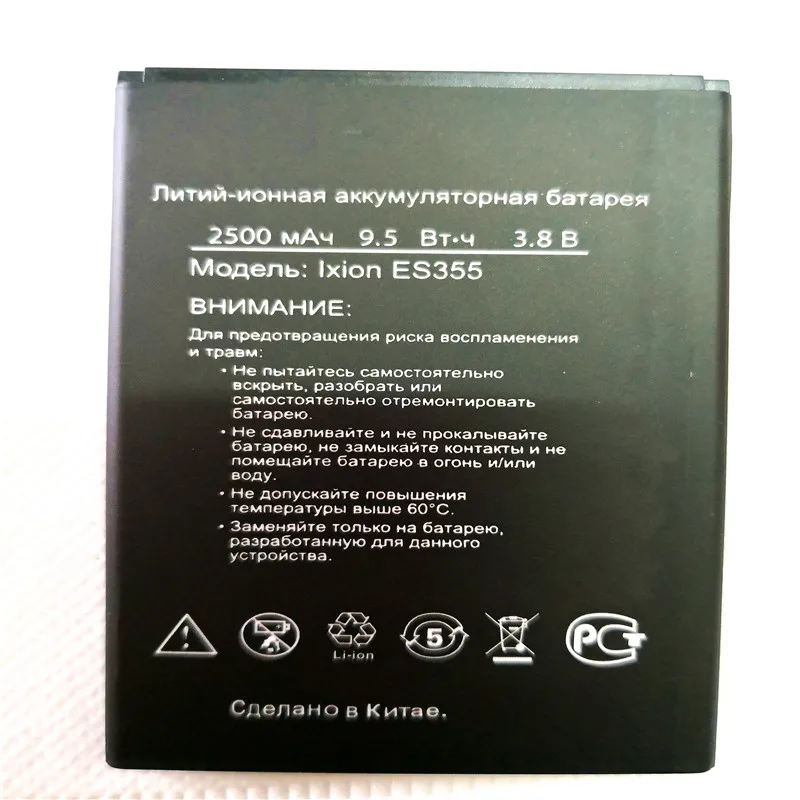 Литий-ионная аккумуляторная батарея
2500 мАч 9.5 Вт·ч 3.8 В
Модель: Ixion ES355
ВНИМАНИЕ:
Для предотвращения риска воспламенения
и травм:
• Не пытайтесь самостоятельно
вскрыть, разобрать или
самостоятельно отремонтировать
батарею.
• Не сдавливайте и не прокалывайте
батарею, не замыкайте контакты и не
помещайте батарею в огонь и/или
воду.
• Не допускайте повышения
температуры выше 60°C.
• Заменяйте только на батарею,
разработанную для данного
устройства.
5 РСТ
Li-ion
Сделано в Китае.